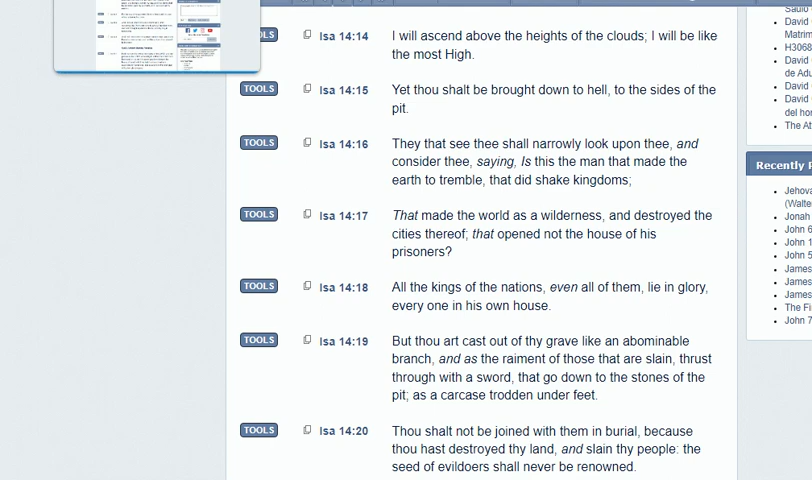 TOOLS Isa 14:14 I will ascend above the heights of the clouds; I will be like
the most High.
TOOLS Isa 14:15 Yet thou shalt be brought down to hell, to the sides of the
pit.
TOOLS Isa 14:16 They that see thee shall narrowly look upon thee, and
consider thee, saying, Is this the man that made the
earth to tremble, that did shake kingdoms;
TOOLS Isa 14:17 That made the world as a wilderness, and destroyed the
cities thereof; that opened not the house of his
prisoners?
TOOLS Isa 14:18 All the kings of the nations, even all of them, lie in glory,
every one in his own house.
TOOLS Isa 14:19 But thou art cast out of thy grave like an abominable
branch, and as the raiment of those that are slain, thrust
through with a sword, that go down to the stones of the
pit; as a carcase trodden under feet.
TOOLS Isa 14:20 Thou shalt not be joined with them in burial, because
thou hast destroyed thy land, and slain thy people: the
seed of evildoers shall never be renowned.
Saulo
David
Matrim
H3068
David
de Adu
David
David
del hor
The At
Recently
Jehova
(Walte
Jonah
John 6
John 1
John 5
James
James
James
The Fi
John 7